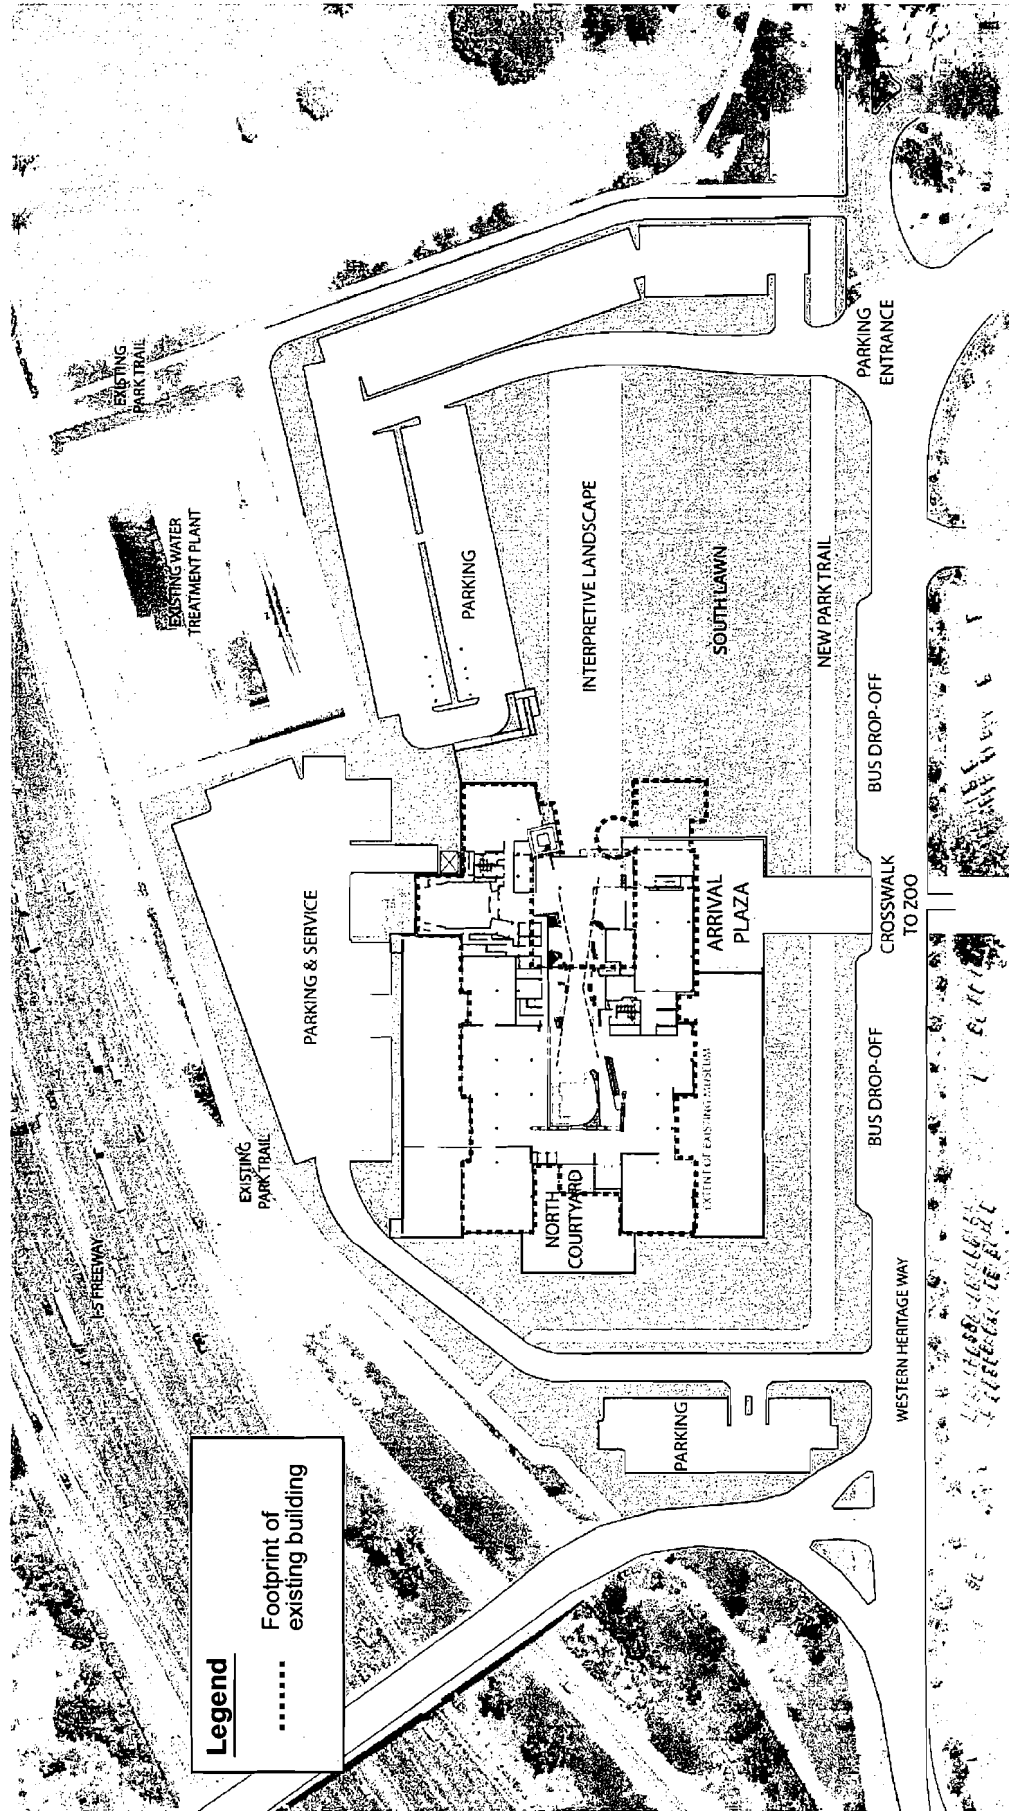 Legend
Footprint of
existing building
I-5 FREEWAY
EXISTING
PARK TRAIL
EXISTING WATER
TREATMENT PLANT
EXISTING
PARK TRAIL
PARKING & SERVICE
PARKING
NORTH
COURTYARD
INTERPRETIVE LANDSCAPE
PARKING
EXTENT OF EXISTING MUSEUM
ARRIVAL
PLAZA
SOUTH LAWN
NEW PARK TRAIL
PARKING
ENTRANCE
BUS DROP-OFF
CROSSWALK
TO ZOO
BUS DROP-OFF
WESTERN HERITAGE WAY